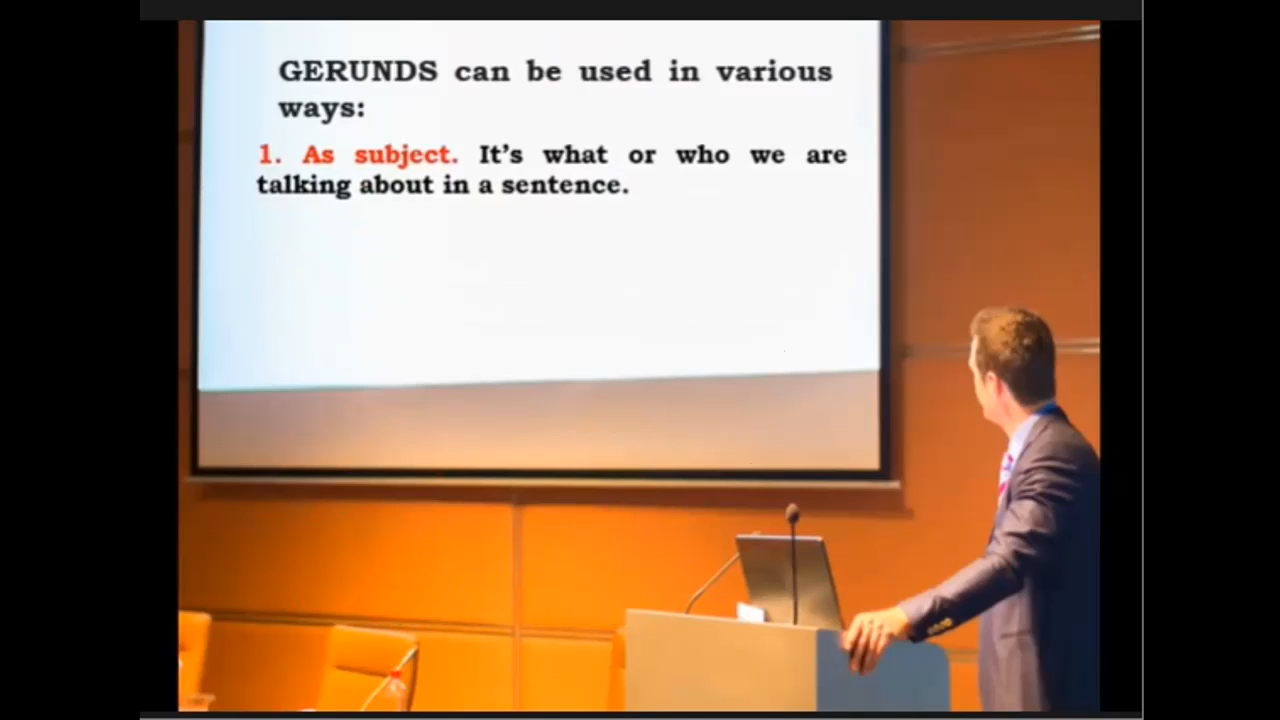 GERUNDS can be used in various
ways:
1. As subject. It's what or who we are
talking about in a sentence.